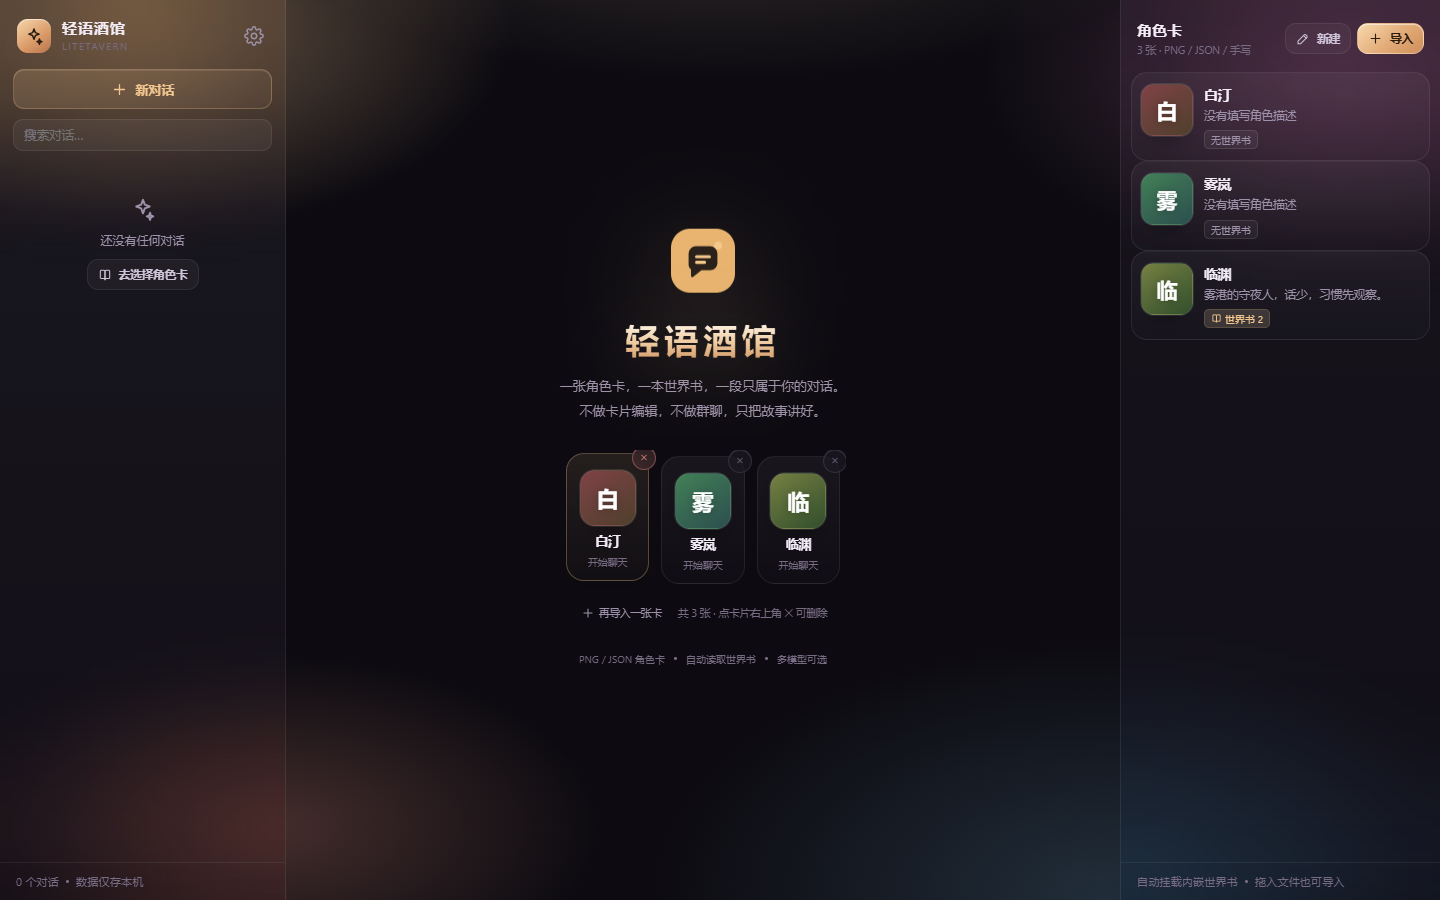 轻语酒馆
LITETAVERN
新对话
搜索对话...
还没有任何对话
去选择角色卡
0 个对话 • 数据仅存本机
轻语酒馆
一张角色卡，一本世界书，一段只属于你的对话。
不做卡片编辑，不做群聊，只把故事讲好。
白
白汀
开始聊天
雾
雾岚
开始聊天
临
临渊
开始聊天
再导入一张卡
共 3 张 · 点卡片右上角 ╳ 可删除
PNG / JSON 角色卡 • 自动读取世界书 • 多模型可选
角色卡
3 张 · PNG / JSON / 手写
新建
导入
白
白汀
没有填写角色描述
无世界书
雾
雾岚
没有填写角色描述
无世界书
临
临渊
雾港的守夜人，话少，习惯先观察。
世界书 2
自动挂载内嵌世界书 • 拖入文件也可导入